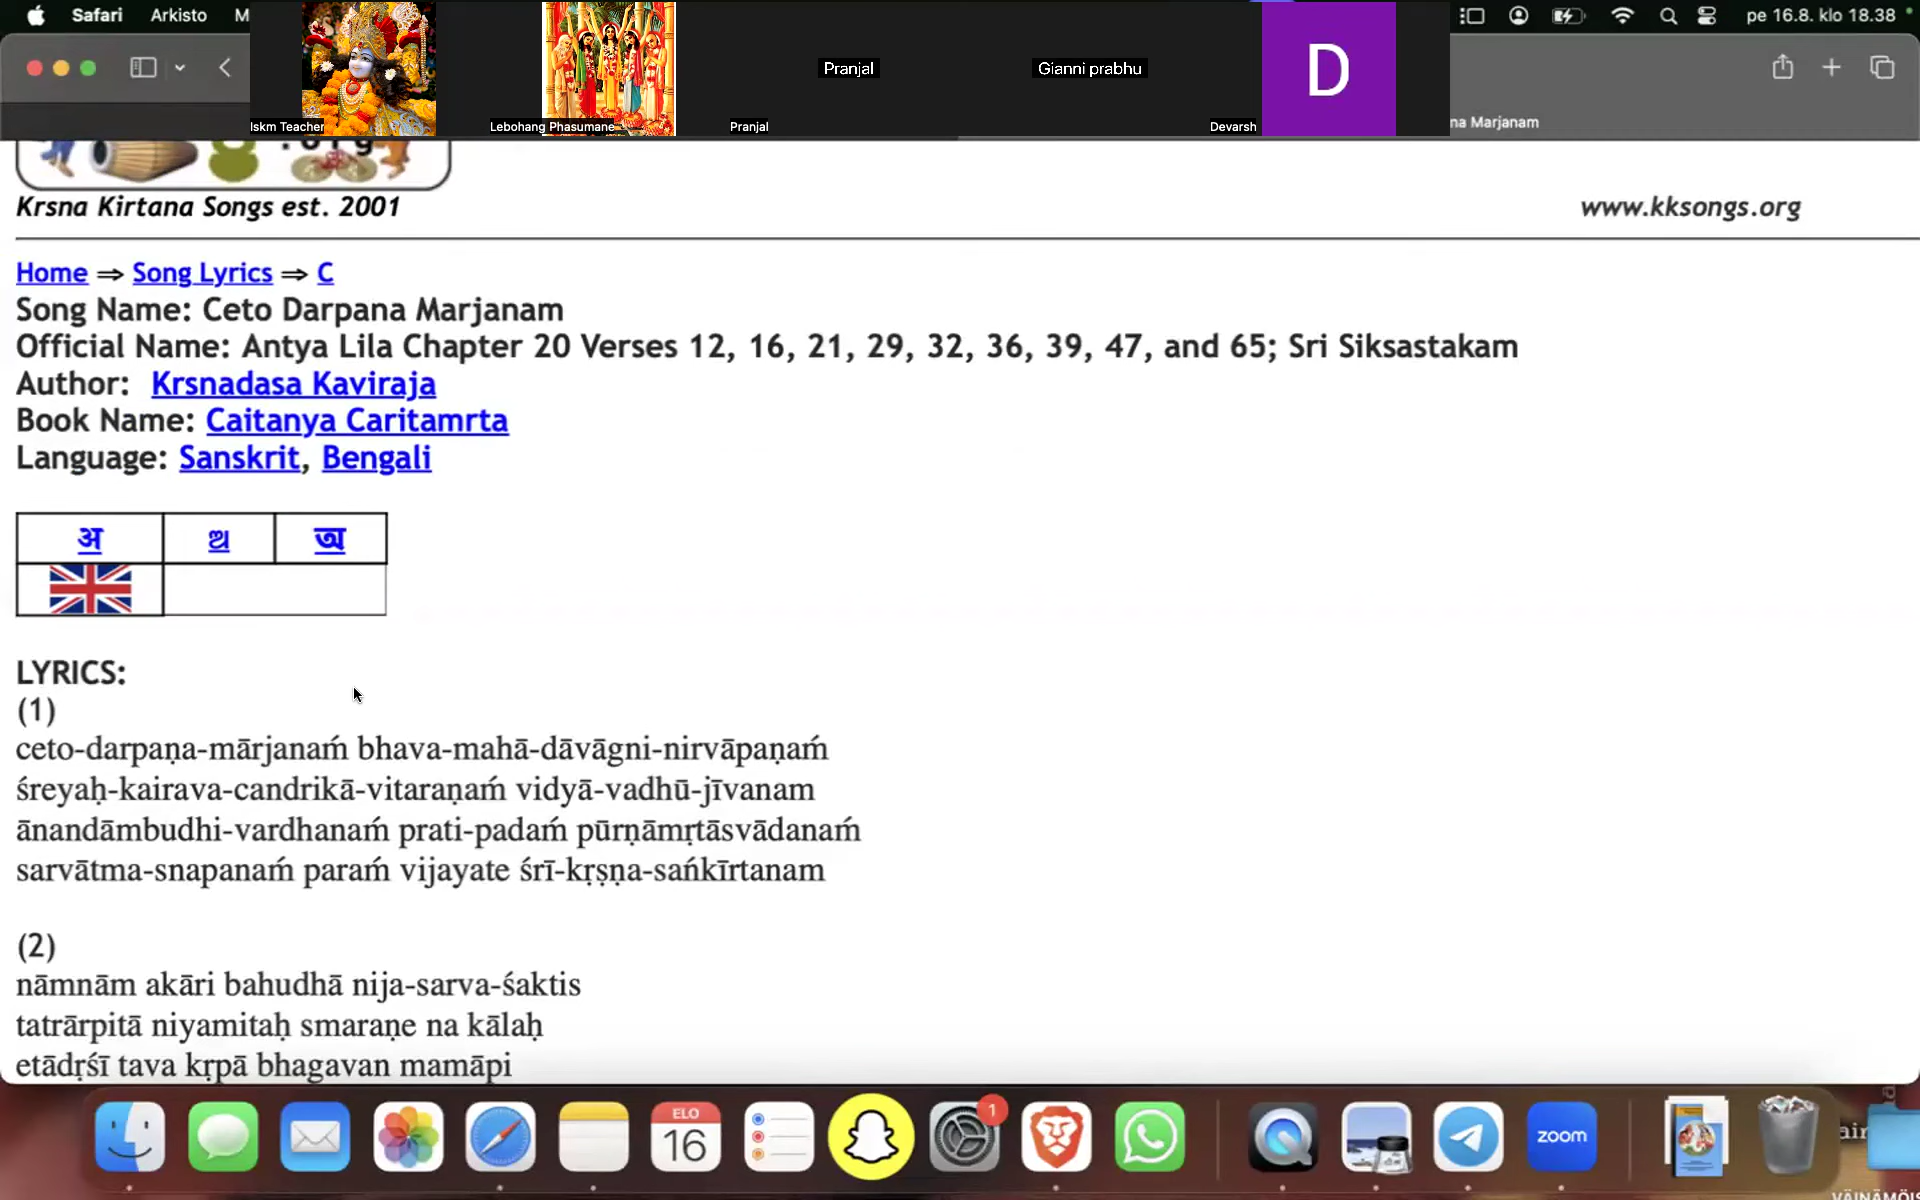 Safari Arkisto M
pe 16.8. klo 18.38
Iskm Teacher
Lebohang Phasumane
Pranjal
Pranjal
Gianni prabhu
Devarsh
D
na Marjanam
.org
Krsna Kirtana Songs est. 2001
www.kksongs.org
Home ⇒ Song Lyrics ⇒ C
Song Name: Ceto Darpana Marjanam
Official Name: Antya Lila Chapter 20 Verses 12, 16, 21, 29, 32, 36, 39, 47, and 65; Sri Siksastakam
Author: Krsnadasa Kaviraja
Book Name: Caitanya Caritamrta
Language: Sanskrit, Bengali
अ ଅ অ
LYRICS:
(1)
ceto-darpaṇa-mārjanaḿ bhava-mahā-dāvāgni-nirvāpaṇaḿ
śreyaḥ-kairava-candrikā-vitaraṇaḿ vidyā-vadhū-jīvanam
ānandāmbudhi-vardhanaḿ prati-padaḿ pūrṇāmṛtāsvādanaḿ
sarvātma-snapanaḿ paraḿ vijayate śrī-kṛṣṇa-sańkīrtanam
(2)
nāmnām akāri bahudhā nija-sarva-śaktis
tatrārpitā niyamitaḥ smaraṇe na kālaḥ
etādṛśī tava kṛpā bhagavan mamāpi
ELO
16
1
zoom